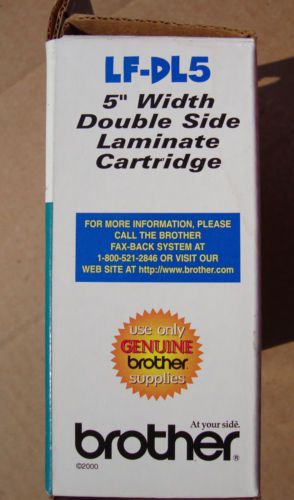 LF-DL5
5" Width
Double Side
Laminate
Cartridge
FOR MORE INFORMATION, PLEASE
CALL THE BROTHER
FAX-BACK SYSTEM AT
1-800-521-2846 OR VISIT OUR
WEB SITE AT http://www.brother.com
use only
GENUINE
brother®
supplies
At your side.
brother®
©2000